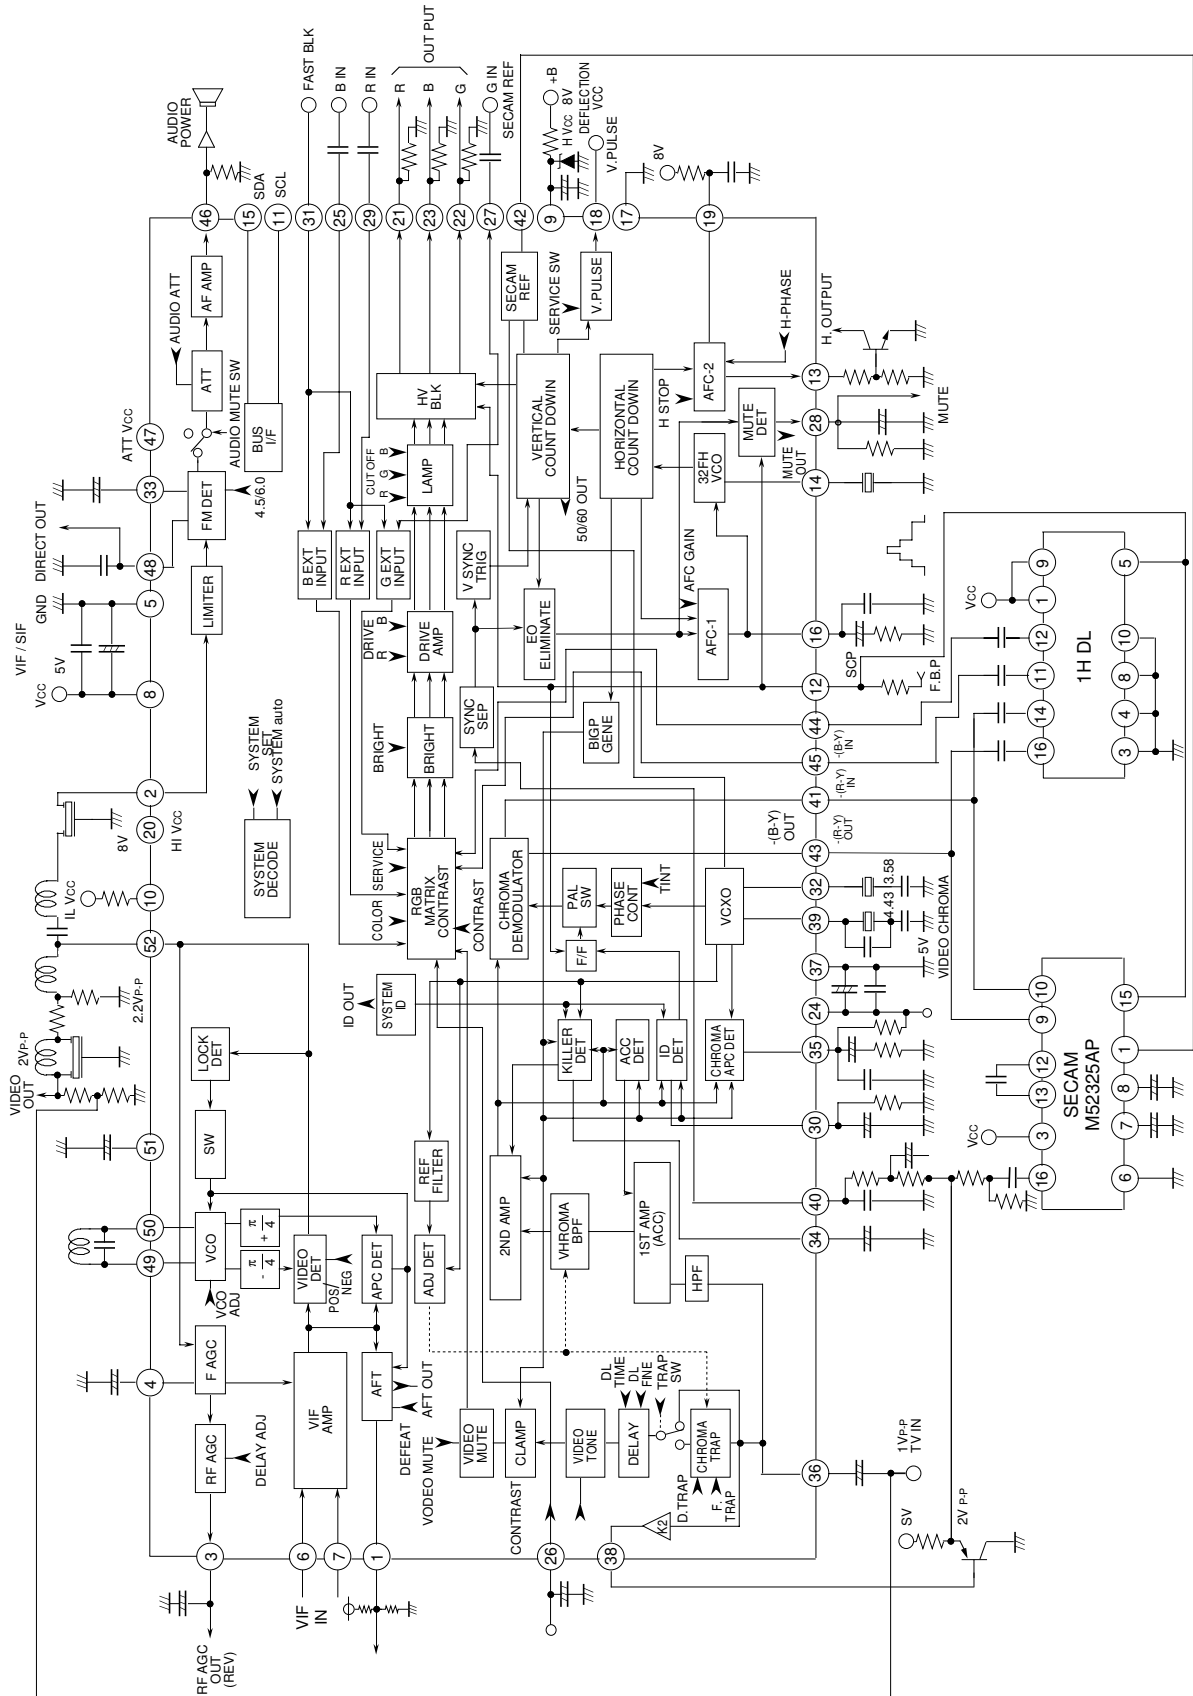 RF AGC
OUT
(REV)
VIF
IN
3
6
7
1
26
38
RF AGC
DELAY ADJ
F AGC
4
VIF
AMP
AFT
AFT OUT
DEFEAT
VODEO MUTE
VIDEO
MUTE
CLAMP
CONTRAST
VIDEO
TONE
DELAY
DL
TIME
DL
FINE
TRAP
SW
CHROMA
TRAP
D.TRAP
F.
TRAP
K2
36
1VP-P
TV IN
SV
2V P-P
49
50
VCO
VCO
ADJ
π
4
+
π
4
-
VIDEO
DET
POS/
NEG
APC DET
ADJ DET
REF
FILTER
SW
LOCK
DET
51
VIDEO
OUT
2VP-P
2.2VP-P
52
10
IL VCC
20
HI VCC
8V
2
ID OUT
SYSTEM
ID
SYSTEM
DECODE
SYSTEM
SET
SYSTEM auto
2ND AMP
VHROMA
BPF
1ST AMP
(ACC)
HPF
34
40
30
35
24
37
39
32
43
41
45
44
12
16
14
28
13
KILLER
DET
ACC
DET
ID
DET
CHROMA
APC DET
VCXO
F/F
PAL
SW
PHASE
CONT
TINT
CHROMA
DEMODULATOR
CONTRAST
RGB
MATRIX
CONTRAST
COLOR
SERVICE
BRIGHT
BRIGHT
DRIVE
AMP
DRIVE
R
B
SYNC
SEP
V SYNC
TRIG
BIGP
GENE
EO
ELIMINATE
B EXT
INPUT
R EXT
INPUT
G EXT
INPUT
LAMP
CUT OFF
R
G
B
HV
BLK
VERTICAL
COUNT DOWIN
50/60 OUT
HORIZONTAL
COUNT DOWIN
AFC-1
AFC GAIN
32FH
VCO
H STOP
AFC-2
H-PHASE
MUTE
DET
MUTE
OUT
SECAM
REF
SERVICE SW
V.PULSE
VIF / SIF
VCC
5V
GND
8
5
48
DIRECT OUT
33
47
ATT VCC
LIMITER
FM DET
4.5/6.0
ATT
AUDIO ATT
AUDIO MUTE SW
AF AMP
BUS
I/F
46
15
11
31
25
29
21
23
22
27
42
9
18
17
19
AUDIO
POWER
SDA
SCL
FAST BLK
B IN
R IN
R
B
G
OUT PUT
G IN
SECAM REF
+B
H VCC 8V
DEFLECTION
VCC
V.PULSE
8V
H. OUTPUT
MUTE
SCP
F.B.P
-(B-Y)
IN
-(R-Y)
IN
-(B-Y)
OUT
-(R-Y)
OUT
4.43
3.58
5V
VIDEO CHROMA
SECAM
M52325AP
16
3
13
12
9
10
6
7
8
1
15
VCC
1H DL
16
14
11
12
1
9
3
4
8
10
5
VCC